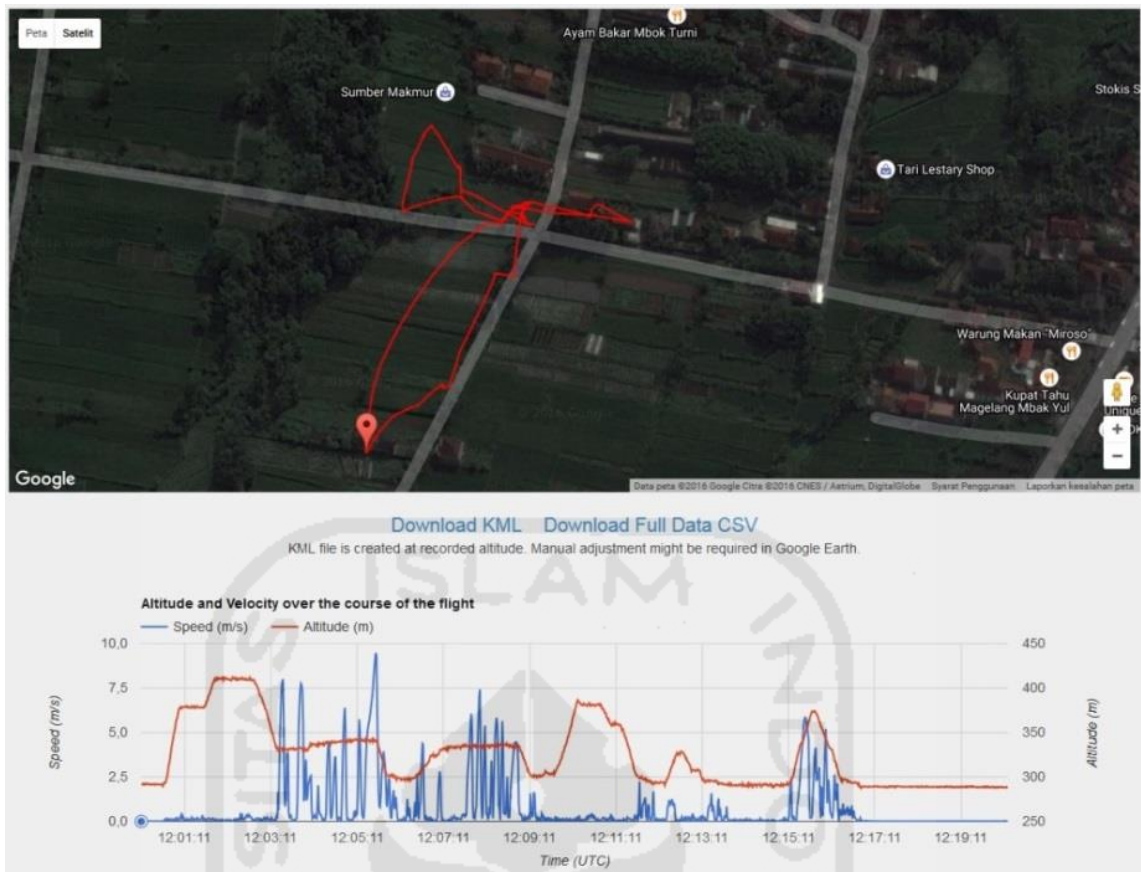 Peta Satelit
Ayam Bakar Mbok Turni
Sumber Makmur
Stokis S
Tari Lestary Shop
Warung Makan "Miroso"
Kupat Tahu
Magelang Mbak Yul
Google
Data peta ©2016 Google Citra ©2016 CNES / Astrium, DigitalGlobe Syarat Penggunaan Laporkan kesalahan peta
Download KML Download Full Data CSV
KML file is created at recorded altitude. Manual adjustment might be required in Google Earth.
ISLAM INDO
SITAS
Altitude and Velocity over the course of the flight
Speed (m/s) Altitude (m)
10,0 450
7,5 400
5,0 350
2,5 300
0,0 250
Speed (m/s)
Altitude (m)
12.01:11 12.03:11 12.05:11 12.07:11 12.09:11 12.11:11 12.13:11 12.15:11 12.17:11 12.19:11
Time (UTC)